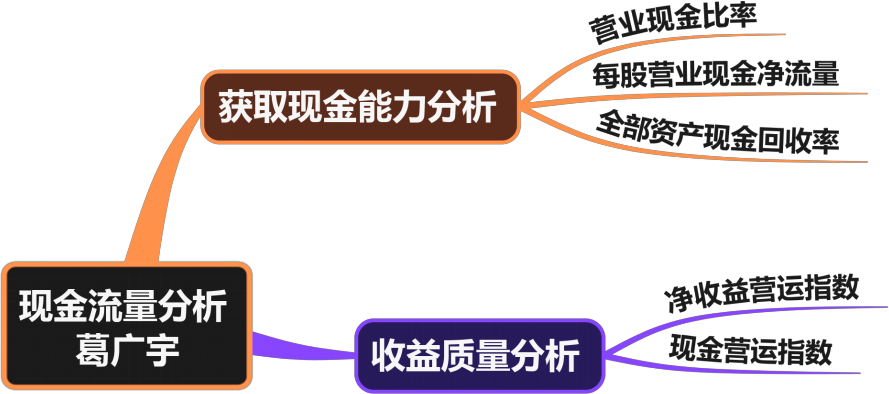 营业现金比率
每股营业现金净流量
获取现金能力分析
全部资产现金回收率
现金流量分析
葛广宇
净收益营运指数
收益质量分析
现金营运指数